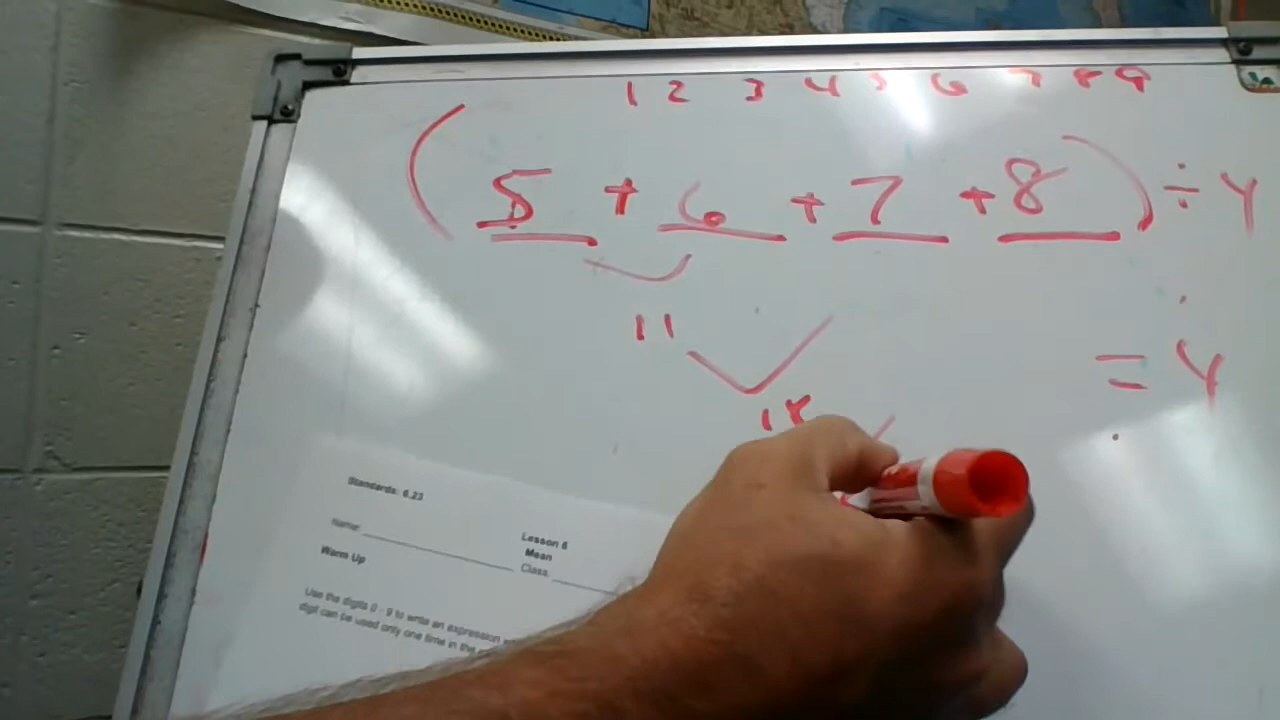 1 2 3 4 5 6 7 8 9
( 5 + 6 + 7 + 8 ) ÷ 4
11
= 4
18
Standards: 6.23
Name:
Lesson 6
Mean
Warm Up
Class:
Use the digits 0 - 9 to write an expression
digit can be used only one time in the